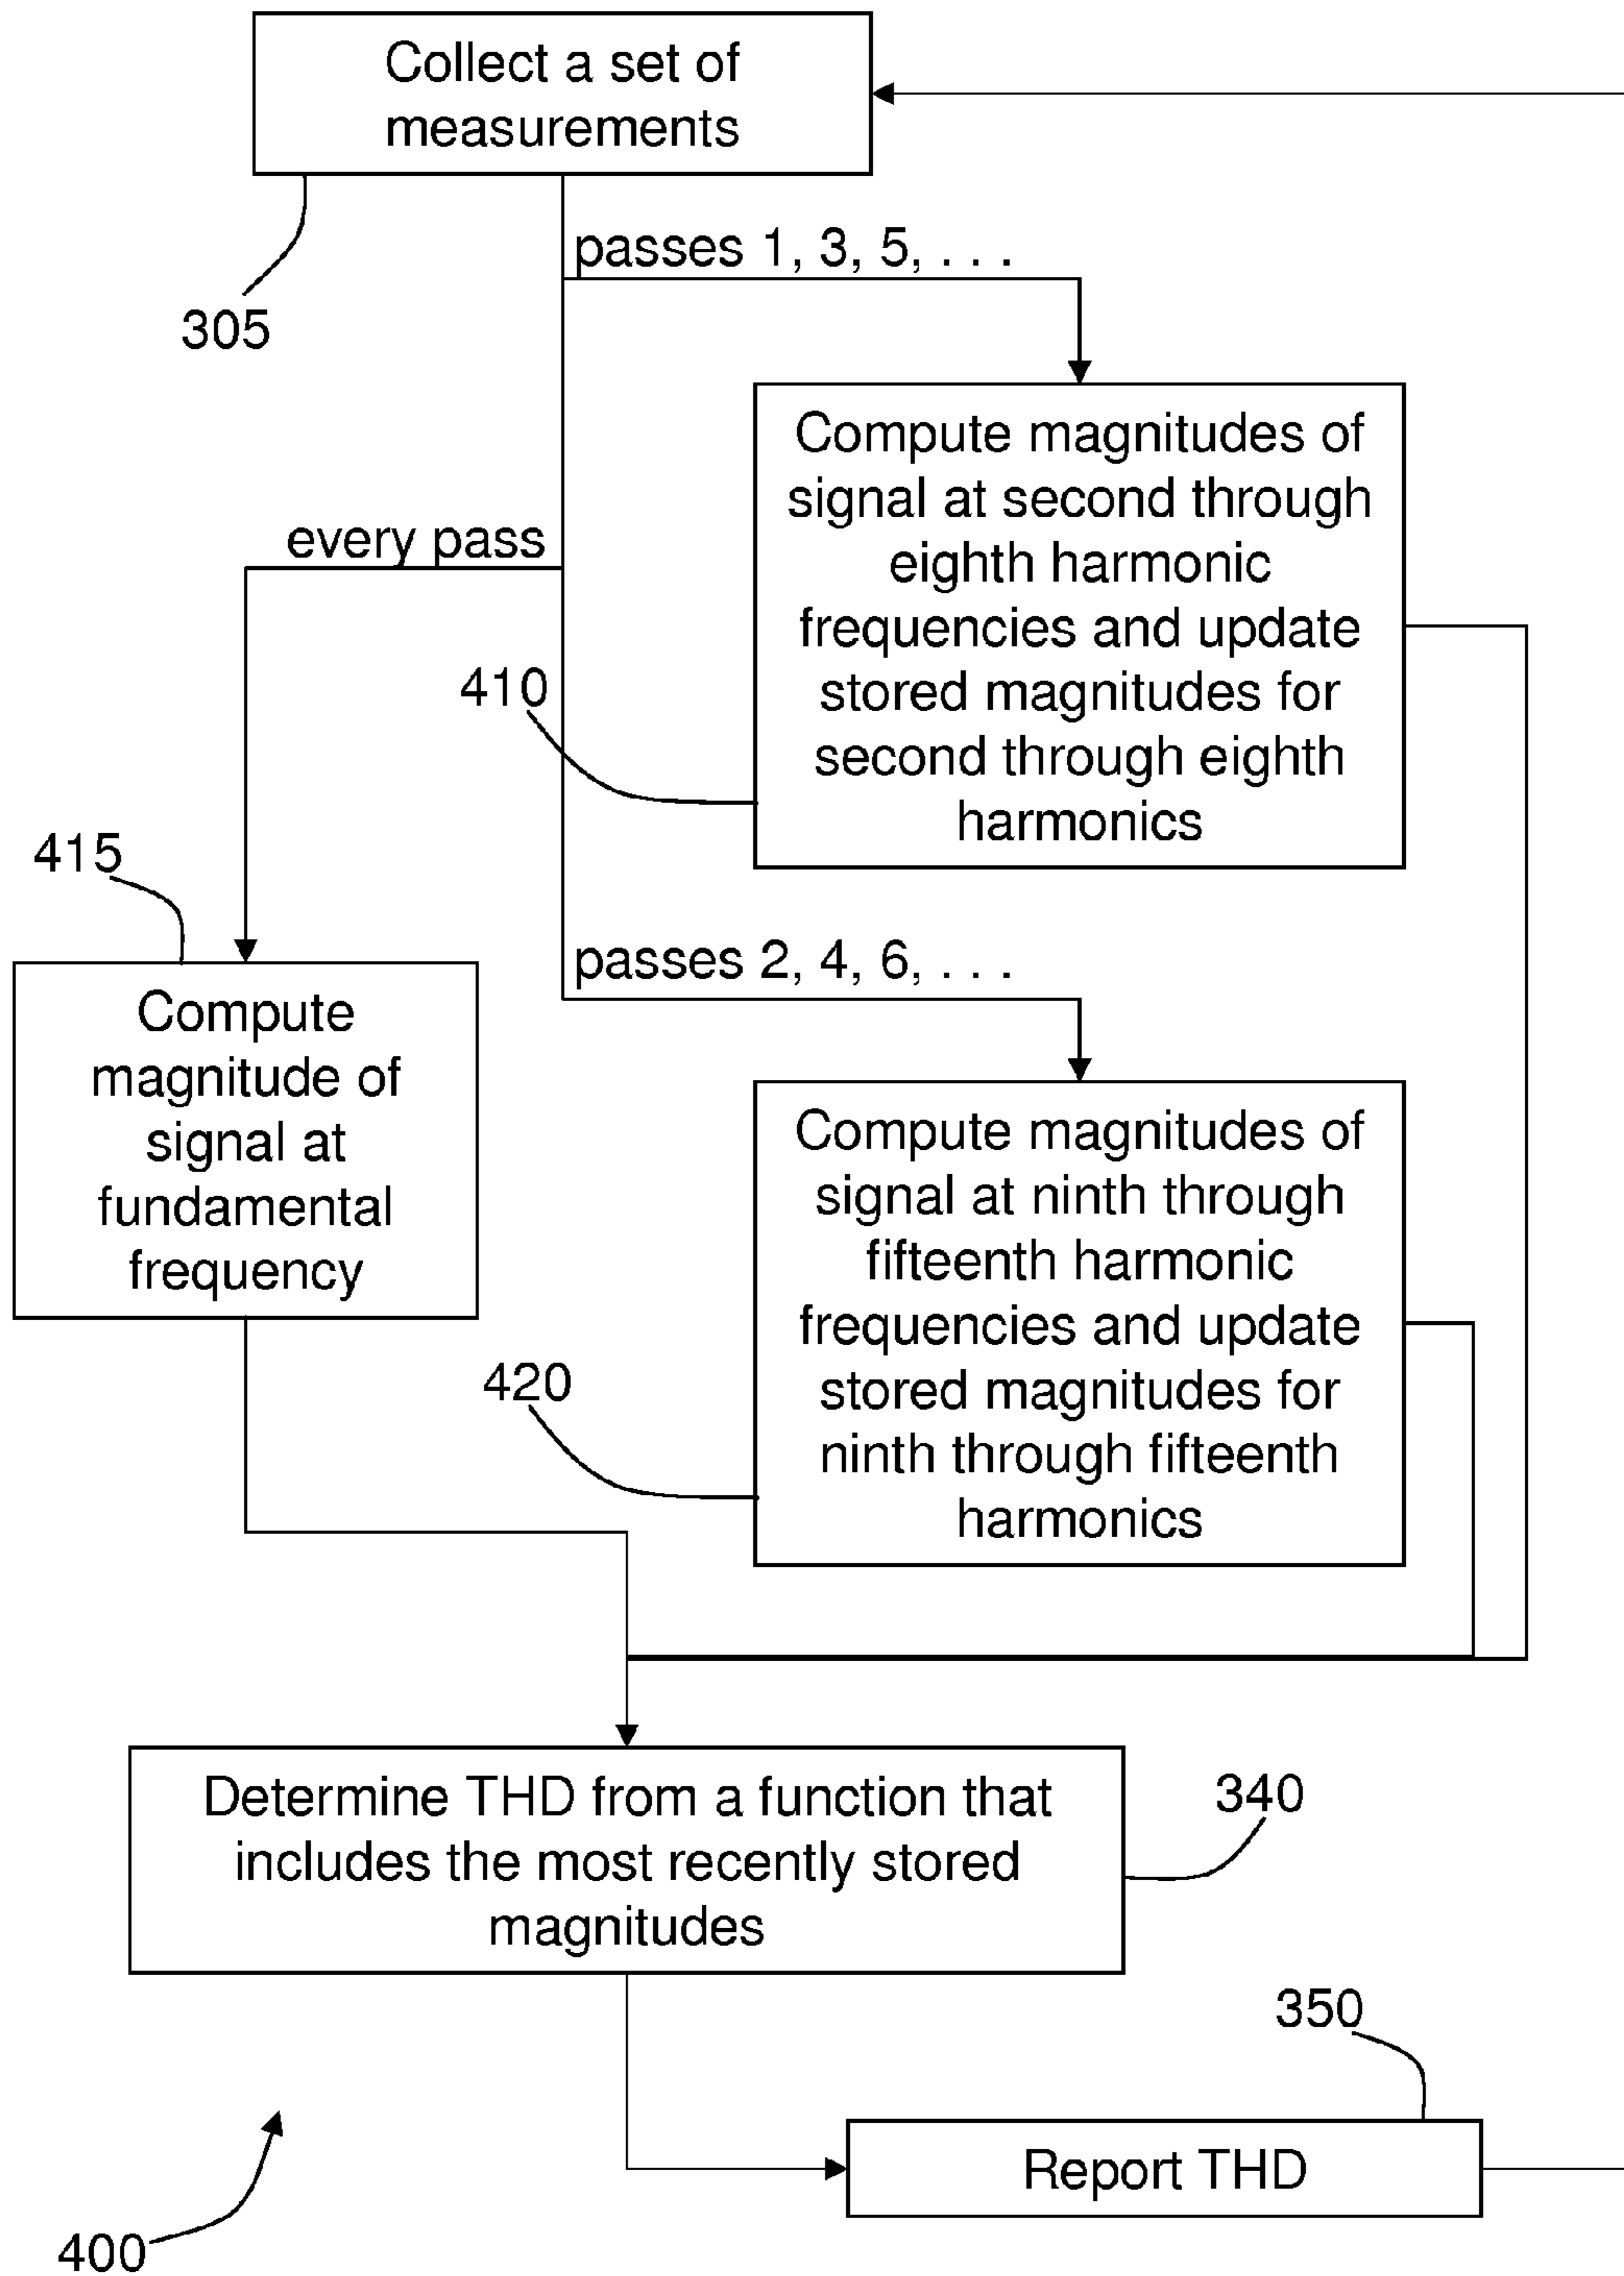 Collect a set of
measurements
305
passes 1, 3, 5, . . .
Compute magnitudes of
signal at second through
eighth harmonic
frequencies and update
stored magnitudes for
second through eighth
harmonics
every pass
410
415
passes 2, 4, 6, . . .
Compute
magnitude of
signal at
fundamental
frequency
Compute magnitudes of
signal at ninth through
fifteenth harmonic
frequencies and update
stored magnitudes for
ninth through fifteenth
harmonics
420
Determine THD from a function that
includes the most recently stored
magnitudes
340
350
Report THD
400